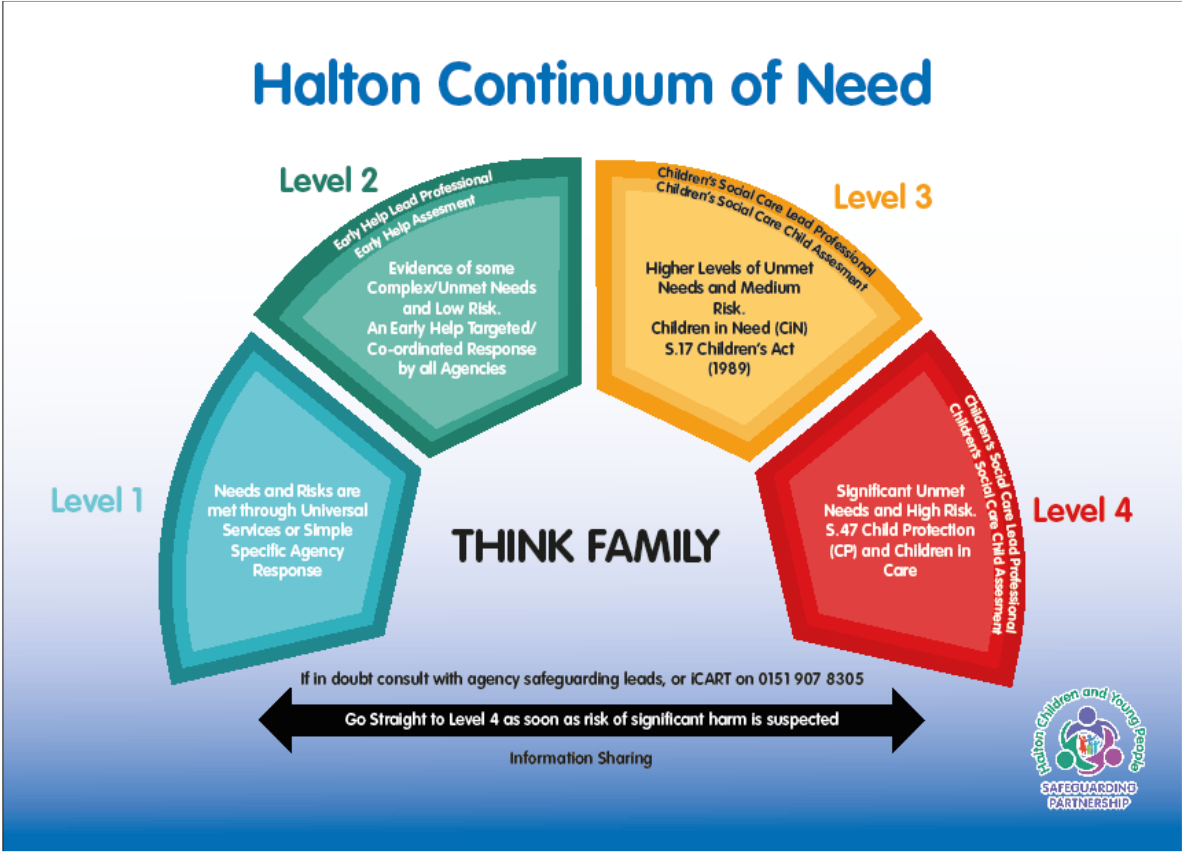 Halton Continuum of Need
Level 1
Needs and Risks are
met through Universal
Services or Simple
Specific Agency
Response
Level 2
Early Help Lead Professional
Early Help Assesment
Evidence of some
Complex/Unmet Needs
and Low Risk.
An Early Help Targeted/
Co-ordinated Response
by all Agencies
Level 3
Children's Social Care Lead Professional
Children's Social Care Child Assesment
Higher Levels of Unmet
Needs and Medium
Risk.
Children in Need (CiN)
S.17 Children's Act
(1989)
Level 4
Children's Social Care Lead Professional
Children's Social Care Child Assesment
Significant Unmet
Needs and High Risk.
S.47 Child Protection
(CP) and Children in
Care
THINK FAMILY
If in doubt consult with agency safeguarding leads, or iCART on 0151 907 8305
Go Straight to Level 4 as soon as risk of significant harm is suspected
Information Sharing
Halton Children and Young People
SAFEGUARDING
PARTNERSHIP